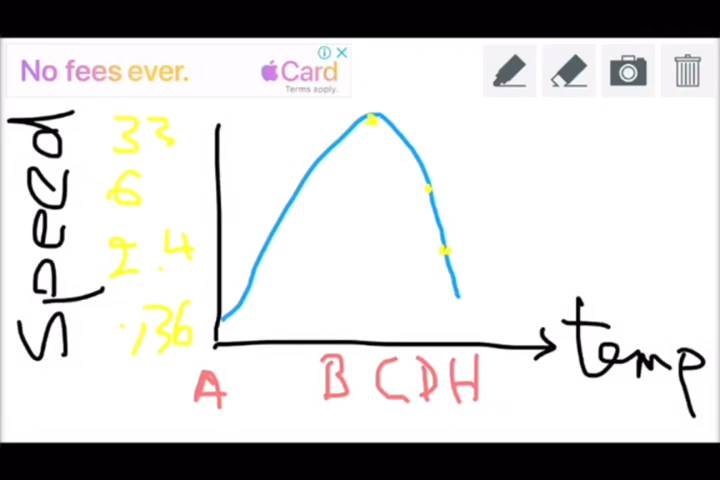 No fees ever.
Card
Terms apply.
Speed
33
6
2.4
.136
temp
A B C D H